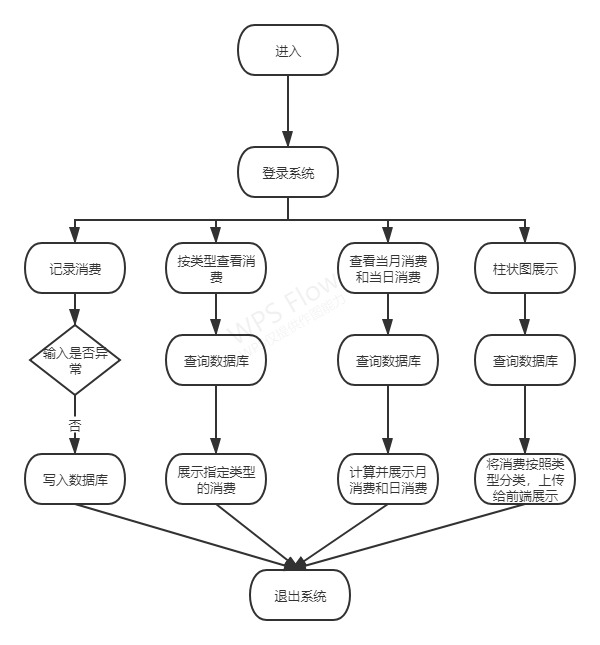 进入
登录系统
记录消费
按类型查看消
费
查看当月消费
和当日消费
柱状图展示
输入是否异
常
查询数据库
查询数据库
查询数据库
否
写入数据库
展示指定类型
的消费
计算并展示月
消费和日消费
将消费按照类
型分类，上传
给前端展示
退出系统
WPS Flow